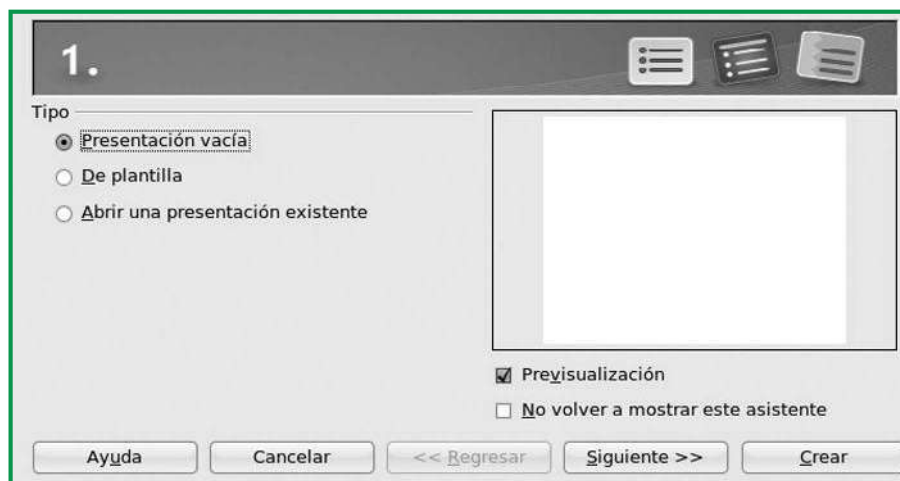 1.
Tipo
Presentación vacía
De plantilla
Abrir una presentación existente
Previsualización
No volver a mostrar este asistente
Ayuda
Cancelar
<< Regresar
Siguiente >>
Crear